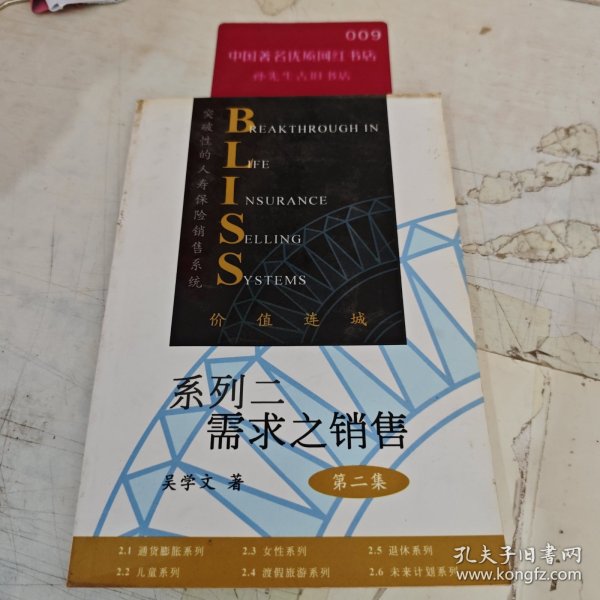 009
中国著名优质网红书店
孙先生古旧书店
突破性的人寿保险销售系统
BREAKTHROUGH IN
LIFE
INSURANCE
SELLING
SYSTEMS
价值连城
系列二
需求之销售
吴学文 著
第二集
2.1 通货膨胀系列
2.3 女性系列
2.5 退休系列
2.2 儿童系列
2.4 渡假旅游系列
2.6 未来计划系列
孔夫子旧书网
www.kongfz.com